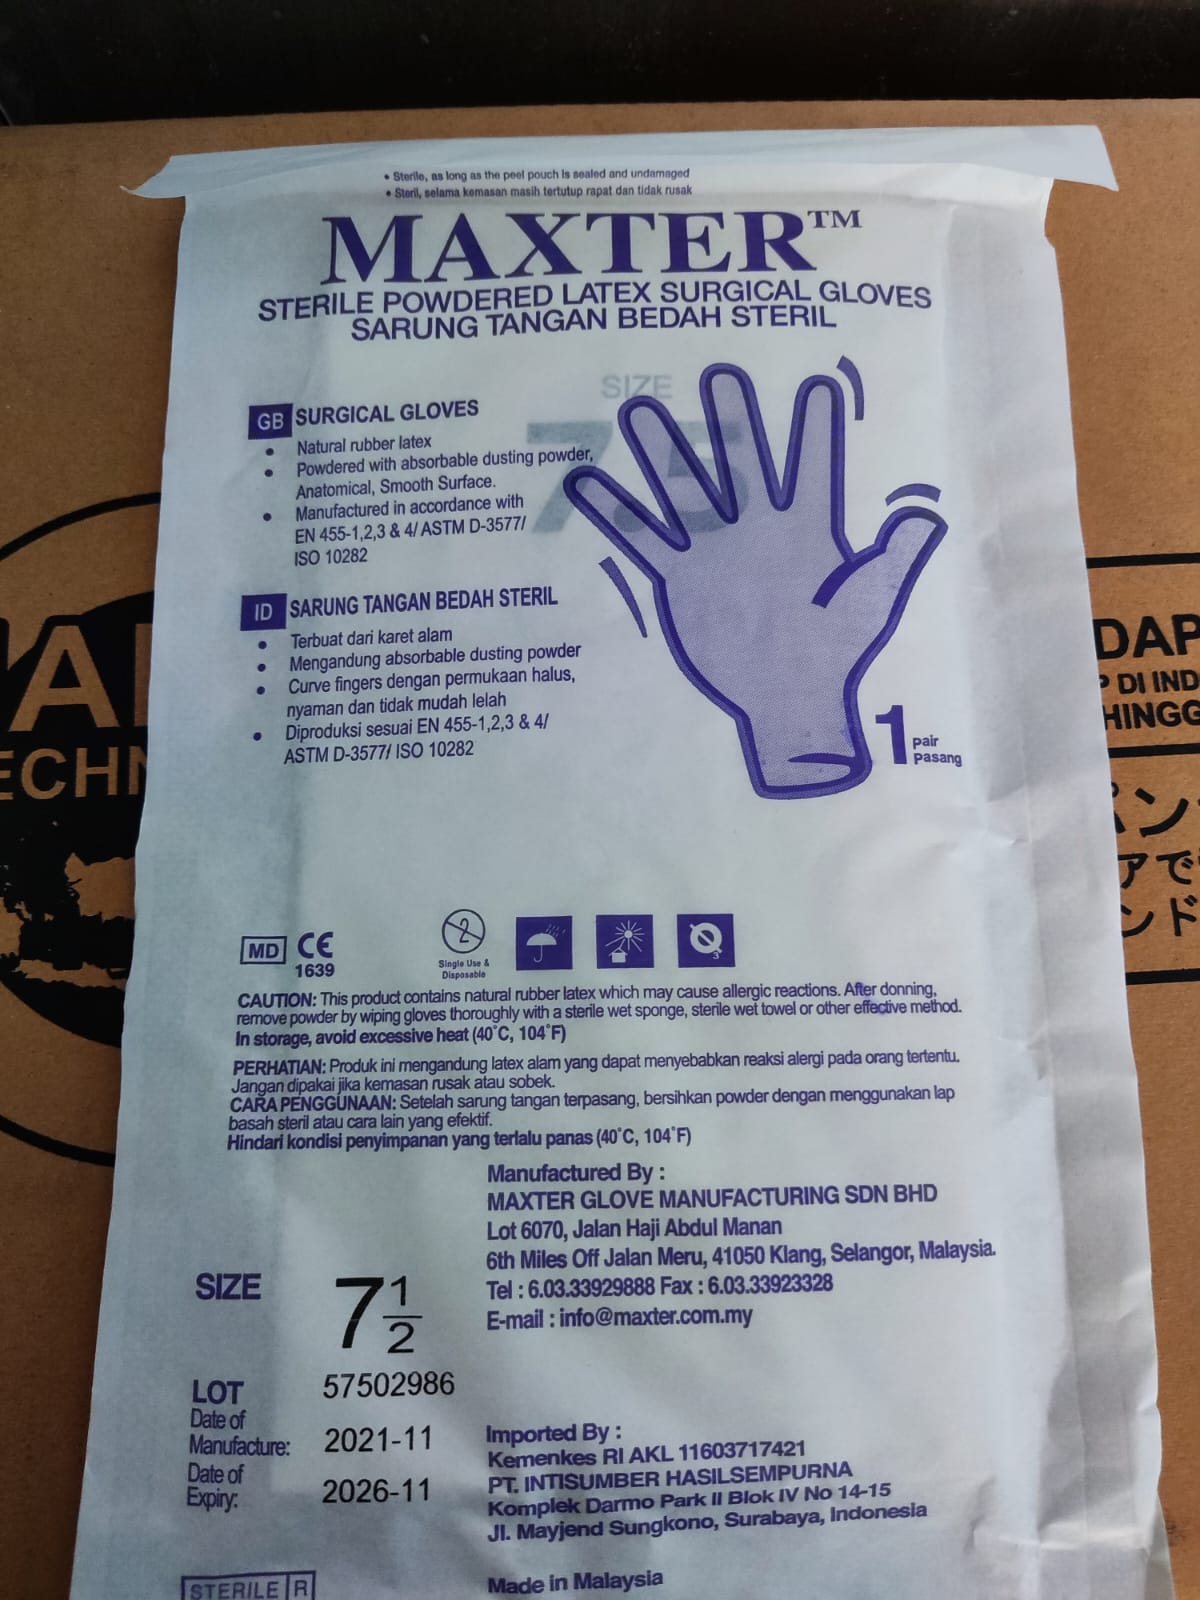 • Sterile, as long as the peel pouch is sealed and undamaged
• Steril, selama kemasan masih tertutup rapat dan tidak rusak
MAXTER™
STERILE POWDERED LATEX SURGICAL GLOVES
SARUNG TANGAN BEDAH STERIL
SIZE
7.5
GB SURGICAL GLOVES
• Natural rubber latex
• Powdered with absorbable dusting powder,
Anatomical, Smooth Surface.
• Manufactured in accordance with
EN 455-1,2,3 & 4/ ASTM D-3577/
ISO 10282
ID SARUNG TANGAN BEDAH STERIL
• Terbuat dari karet alam
• Mengandung absorbable dusting powder
• Curve fingers dengan permukaan halus,
nyaman dan tidak mudah lelah
• Diproduksi sesuai EN 455-1,2,3 & 4/
ASTM D-3577/ ISO 10282
1 pair
pasang
MD CE
1639
2
Single Use &
Disposable
O3
CAUTION: This product contains natural rubber latex which may cause allergic reactions. After donning,
remove powder by wiping gloves thoroughly with a sterile wet sponge, sterile wet towel or other effective method.
In storage, avoid excessive heat (40°C, 104°F)
PERHATIAN: Produk ini mengandung latex alam yang dapat menyebabkan reaksi alergi pada orang tertentu.
Jangan dipakai jika kemasan rusak atau sobek.
CARA PENGGUNAAN: Setelah sarung tangan terpasang, bersihkan powder dengan menggunakan lap
basah steril atau cara lain yang efektif.
Hindari kondisi penyimpanan yang terlalu panas (40°C, 104°F)
Manufactured By :
MAXTER GLOVE MANUFACTURING SDN BHD
Lot 6070, Jalan Haji Abdul Manan
6th Miles Off Jalan Meru, 41050 Klang, Selangor, Malaysia.
Tel : 6.03.33929888 Fax : 6.03.33923328
E-mail : info@maxter.com.my
SIZE 7 1/2
LOT 57502986
Date of
Manufacture: 2021-11
Date of
Expiry: 2026-11
Imported By :
Kemenkes RI AKL 11603717421
PT. INTISUMBER HASILSEMPURNA
Komplek Darmo Park II Blok IV No 14-15
Jl. Mayjend Sungkono, Surabaya, Indonesia
STERILE R
Made in Malaysia
DAP
DI IND
HINGG